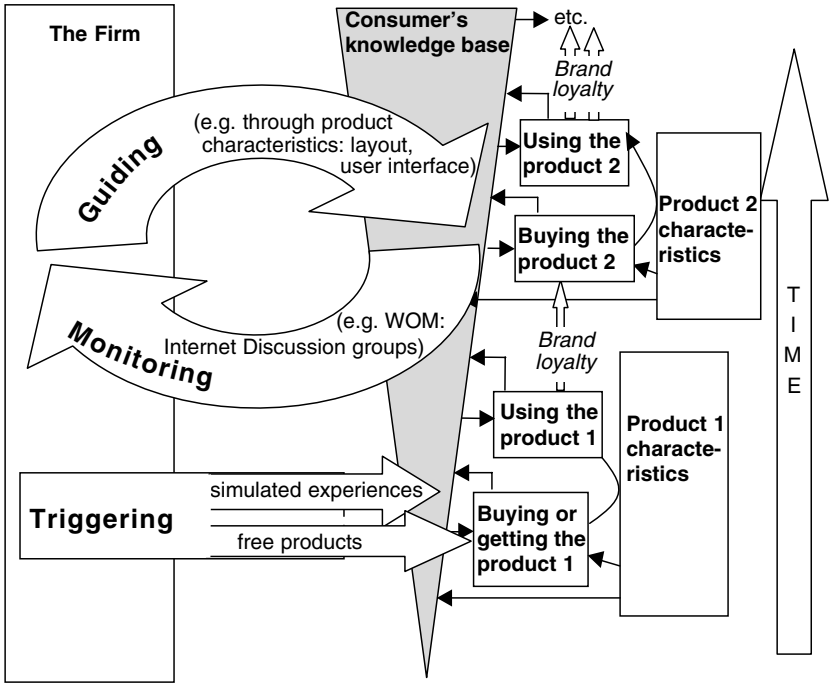 The Firm
Consumer's
knowledge base
etc.
Brand
loyalty
(e.g. through product
characteristics: layout,
user interface)
Guiding
Using the
product 2
Product 2
characte-
ristics
Buying the
product 2
TIME
(e.g. WOM:
Internet Discussion groups)
Monitoring
Brand
loyalty
Using the
product 1
Product 1
characte-
ristics
simulated experiences
Triggering
free products
Buying or
getting the
product 1